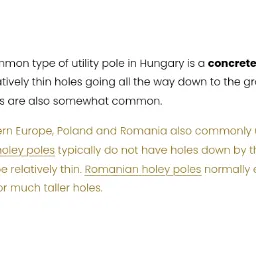 mmon type of utility pole in Hungary is a concrete
atively thin holes going all the way down to the gr
s are also somewhat common.
ern Europe, Poland and Romania also commonly
holey poles typically do not have holes down by th
e relatively thin. Romanian holey poles normally e
or much taller holes.